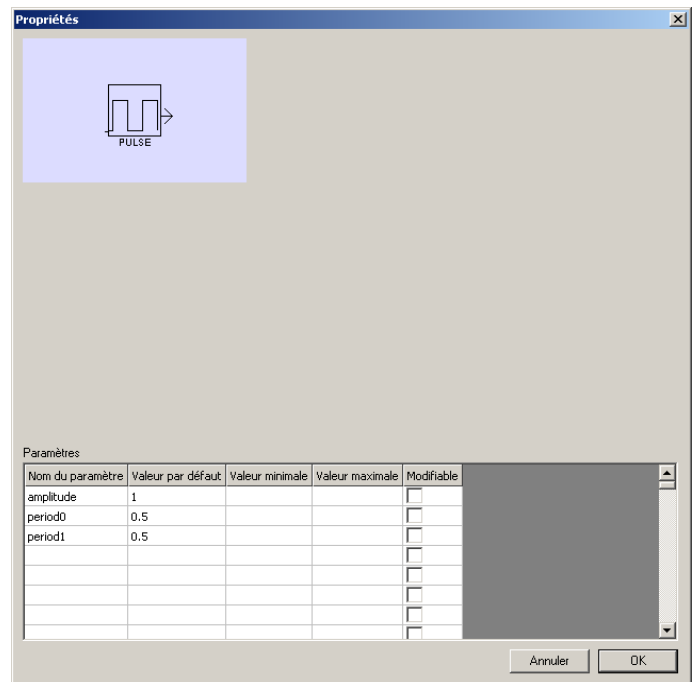 Propriétés
PULSE
Paramètres
Nom du paramètre Valeur par défaut Valeur minimale Valeur maximale Modifiable
amplitude 1
period0 0.5
period1 0.5
Annuler OK